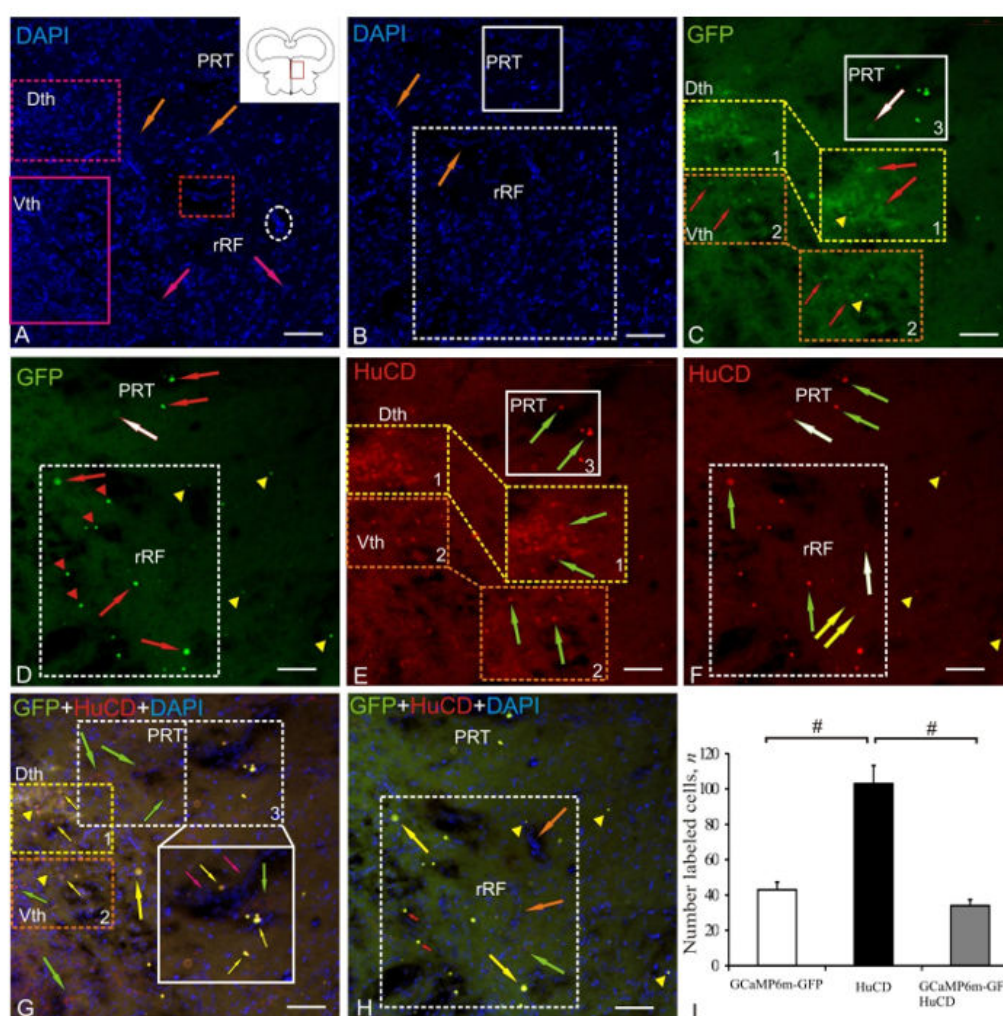 DAPI
PRT
Dth
Vth
rRF
A
DAPI
PRT
rRF
B
GFP
PRT
3
Dth
1
1
Vth
2
2
C
GFP
PRT
rRF
D
HuCD
PRT
3
Dth
1
1
Vth
2
2
E
HuCD
PRT
rRF
F
GFP+HuCD+DAPI
PRT
Dth
3
1
Vth
2
G
GFP+HuCD+DAPI
PRT
rRF
H
# #
Number labeled cells, n
120
100
80
60
40
20
0
GCaMP6m-GFP HuCD GCaMP6m-GF
HuCD
I